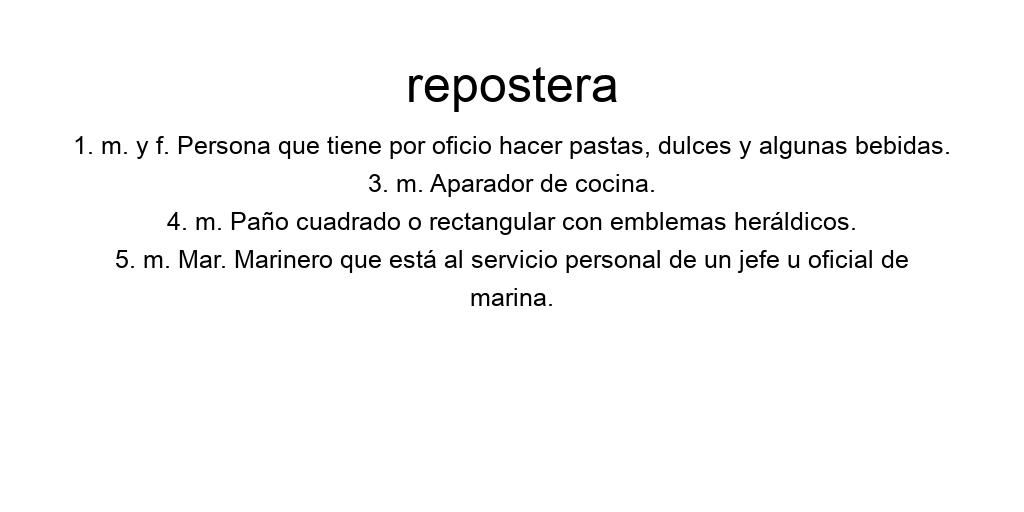 repostera
1. m. y f. Persona que tiene por oficio hacer pastas, dulces y algunas bebidas.
3. m. Aparador de cocina.
4. m. Paño cuadrado o rectangular con emblemas heráldicos.
5. m. Mar. Marinero que está al servicio personal de un jefe u oficial de
marina.